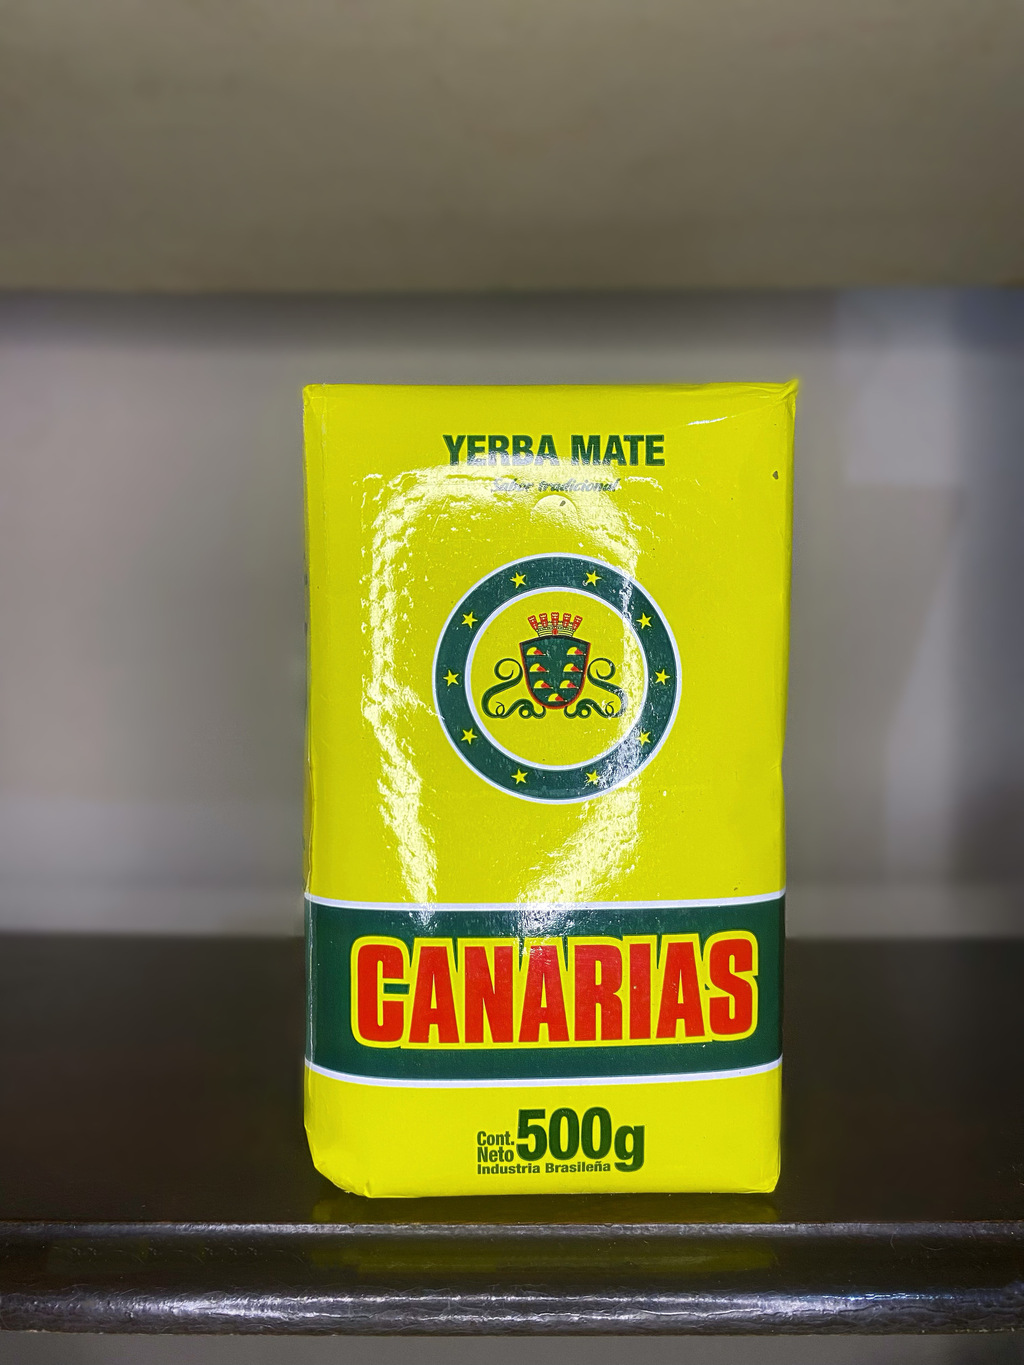 YERBA MATE
Sabor tradicional
CANARIAS
Cont. Neto 500g
Industria Brasileña